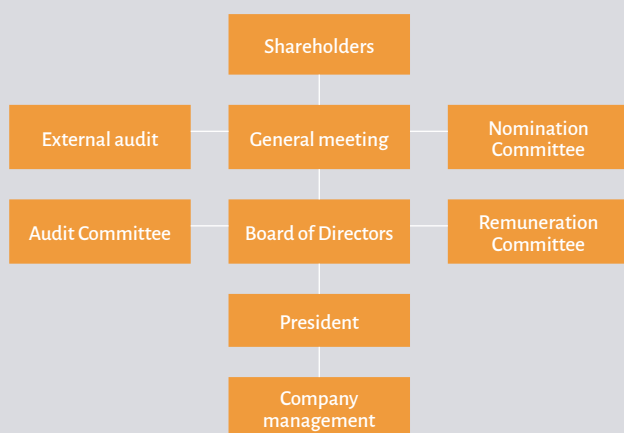 Shareholders
External audit
General meeting
Nomination
Committee
Audit Committee
Board of Directors
Remuneration
Committee
President
Company
management